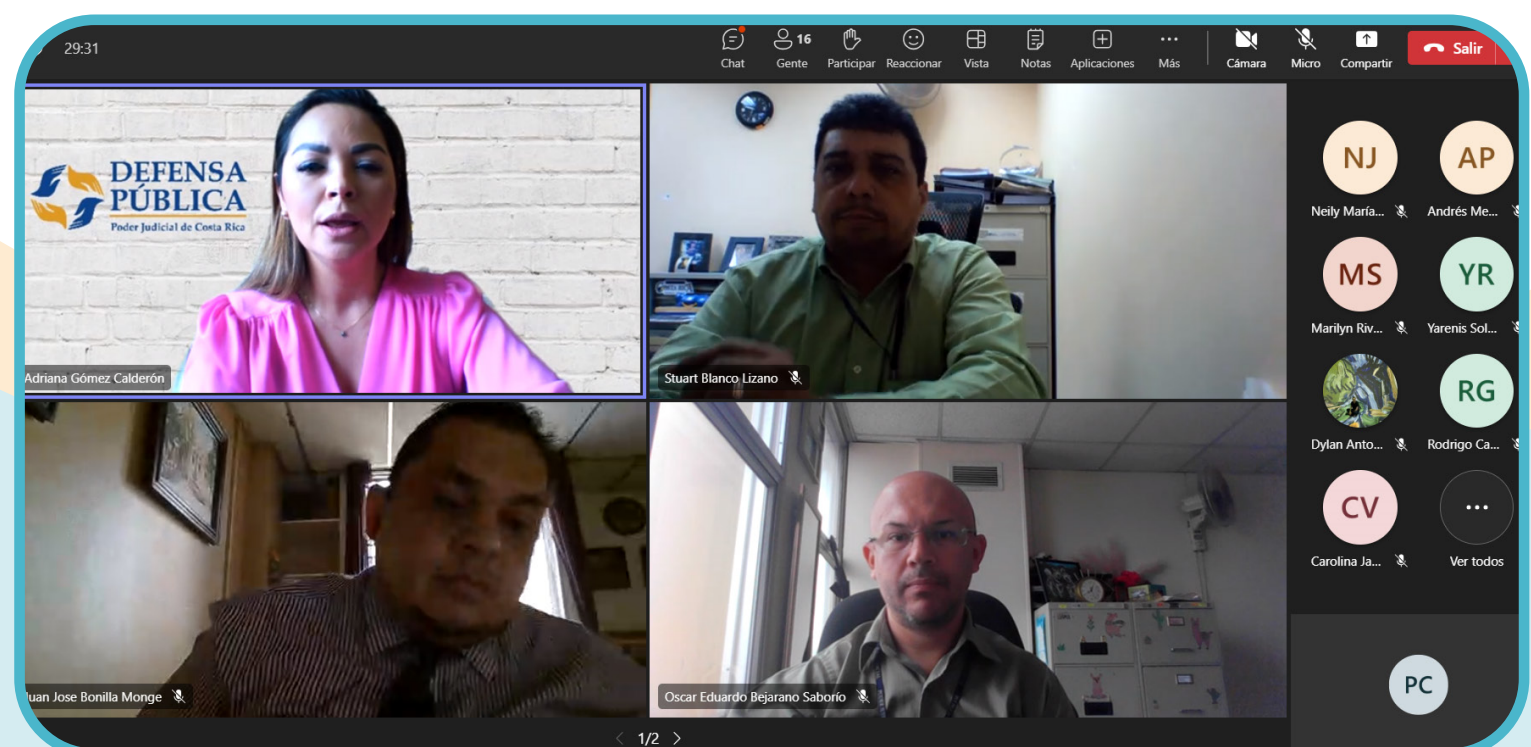 29:31
16
Chat
Gente
Participar
Reaccionar
Vista
Notas
Aplicaciones
Más
Cámara
Micro
Compartir
Salir
DEFENSA
PÚBLICA
Poder Judicial de Costa Rica
Adriana Gómez Calderón
Stuart Blanco Lizano
Juan Jose Bonilla Monge
Oscar Eduardo Bejarano Saborío
NJ
AP
Neily María...
Andrés Me...
MS
YR
Marilyn Riv...
Yarenis Sol...
RG
Dylan Anto...
Rodrigo Ca...
CV
...
Carolina Ja...
Ver todos
PC
1/2